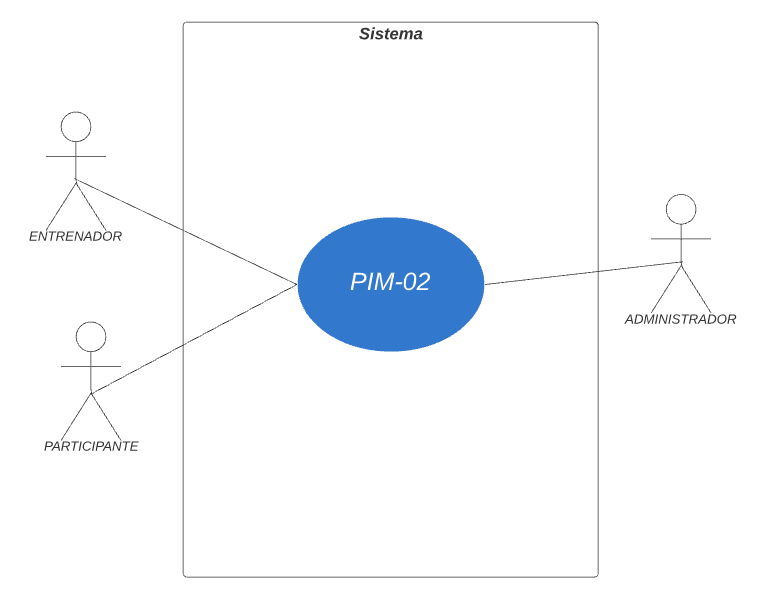 Sistema
ENTRENADOR
PIM-02
ADMINISTRADOR
PARTICIPANTE